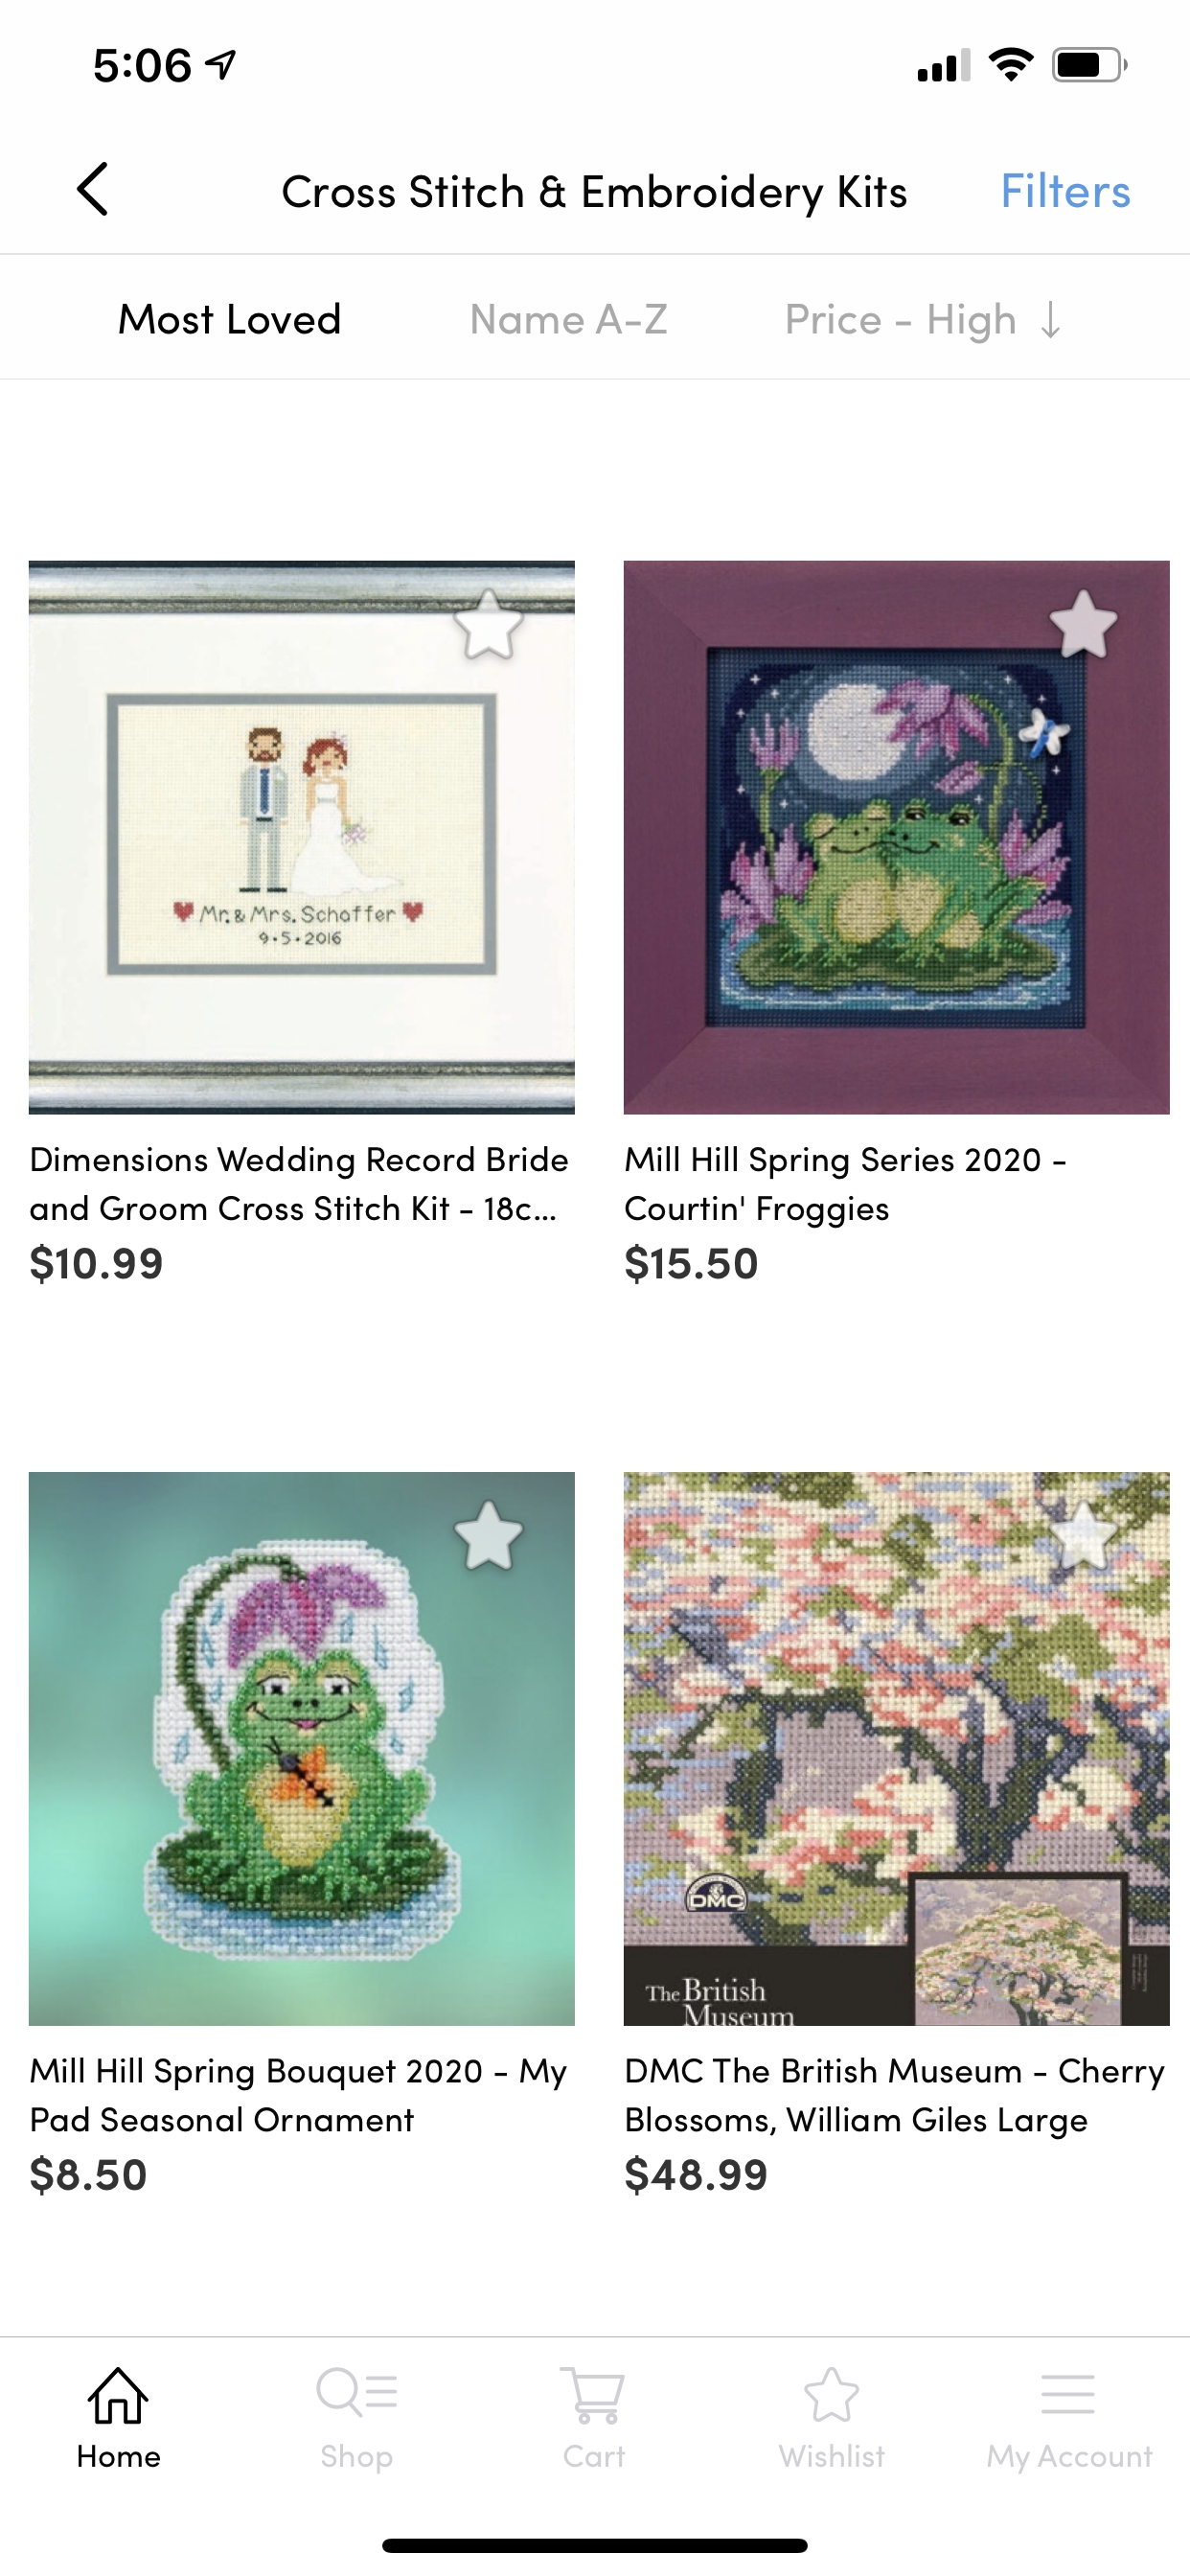 5:06
Cross Stitch & Embroidery Kits
Filters
Most Loved
Name A-Z
Price - High ↓
Mr. & Mrs. Schaffer
9•5•2016
Dimensions Wedding Record Bride
and Groom Cross Stitch Kit - 18c...
$10.99
Mill Hill Spring Series 2020 -
Courtin' Froggies
$15.50
DMC
The British
Museum
Mill Hill Spring Bouquet 2020 - My
Pad Seasonal Ornament
$8.50
DMC The British Museum - Cherry
Blossoms, William Giles Large
$48.99
Home
Shop
Cart
Wishlist
My Account